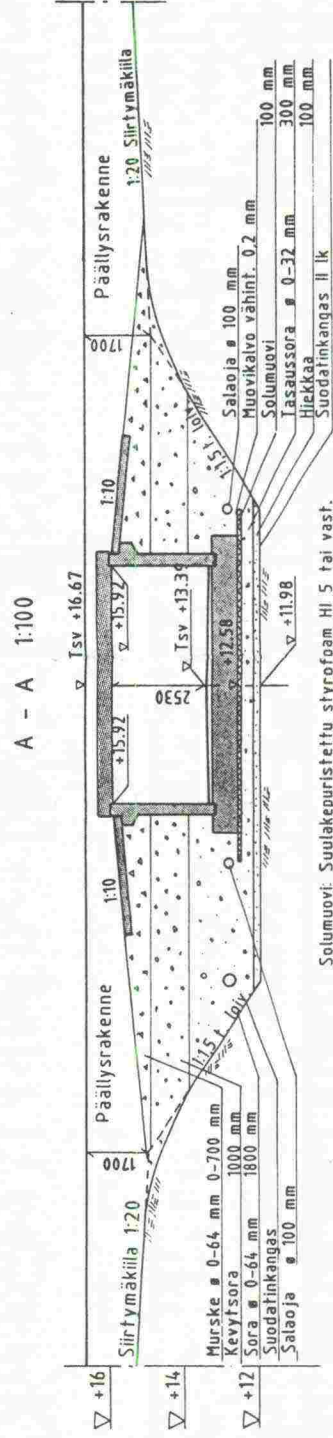 A - A 1:100
Tsv +16.67
Päällysrakenne
Päällysrakenne
1:20 Siirtymäkiila
Siirtymäkiila 1:20
1700
1700
1:10
1:10
+15.92
+15.92
2530
Tsv +13.39
+12.58
+11.98
1:1.5 t. loiv.
1:1.5 t. loiv.
+16
+14
+12
Murske ø 0-64 mm 0-700 mm
Kevytsora 1000 mm
Sora ø 0-64 mm 1800 mm
Suodatinkangas
Salaoja ø 100 mm
Salaoja ø 100 mm
Muovikalvo vähint. 0,2 mm
Solumuovi 100 mm
Tasaussora ø 0-32 mm 300 mm
Hiekkaa 100 mm
Suodatinkangas II lk
Solumuovi: Suulakepuristettu styrofoam HI 5 tai vast.